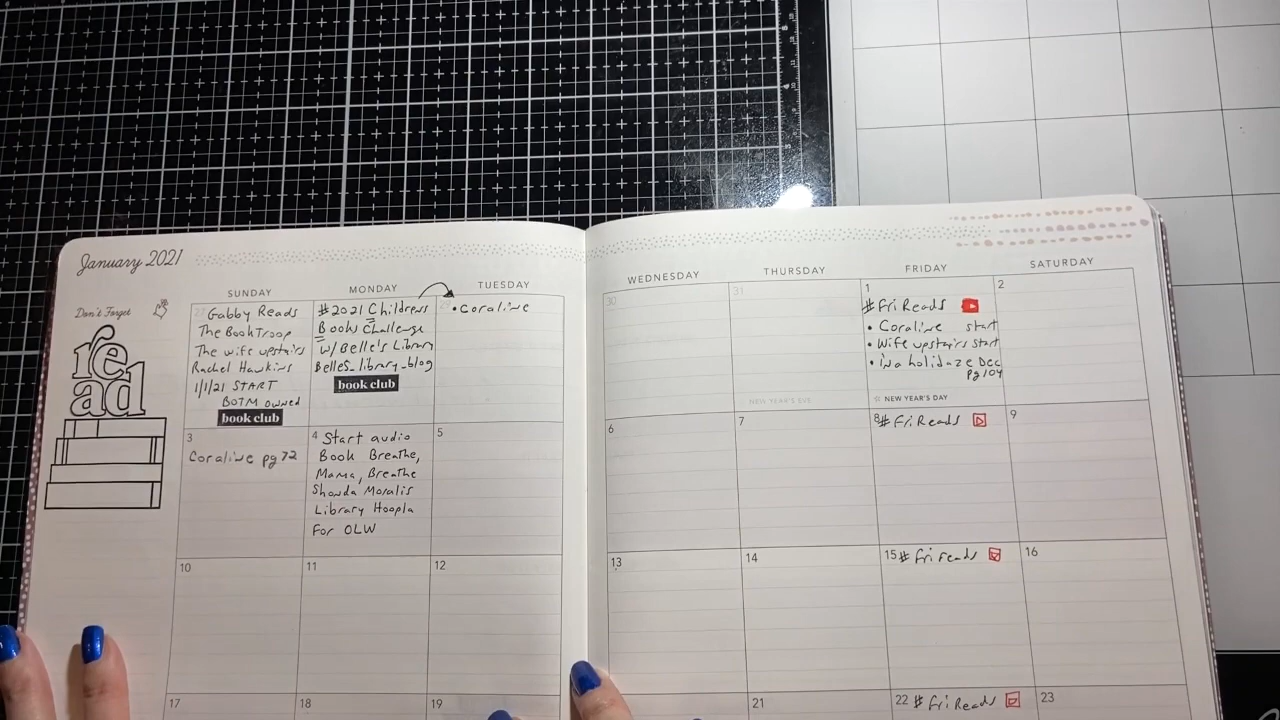 January 2021
Don't Forget
read
SUNDAY
MONDAY
TUESDAY
WEDNESDAY
THURSDAY
FRIDAY
SATURDAY
27 Gabby Reads
The BookTroop
The wife upstairs
Rachel Hawkins
1/1/21 START
BOTM owned
book club
#2021 Childrens
Book Challenge
w/ Belle's Library
Belles_library_blog
book club
29
• Coraline
30
31
NEW YEAR'S EVE
1
#FriReads
• Coraline start
• Wife upstairs start
• in a holidaze Dec
pg 104
☆ NEW YEAR'S DAY
2
3
Coraline pg 72
4 Start audio
Book Breathe,
Mama, Breathe
Shonda Moralis
Library Hoopla
For OLW
5
6
7
8 #FriReads
9
10
11
12
13
14
15 #FriReads
16
17
18
19
21
22 #FriReads
23